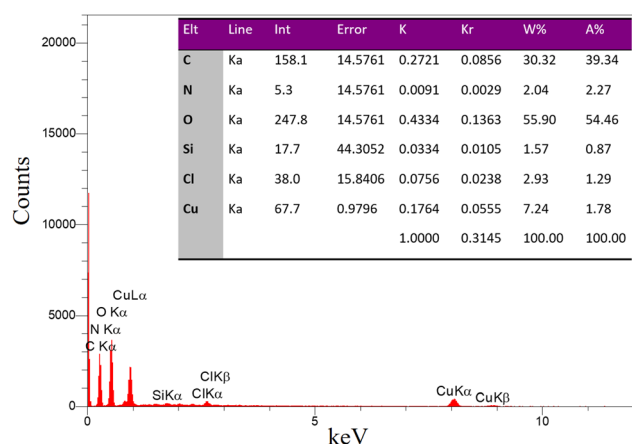 Elt Line Int Error K Kr W% A%
C Ka 158.1 14.5761 0.2721 0.0856 30.32 39.34
N Ka 5.3 14.5761 0.0091 0.0029 2.04 2.27
O Ka 247.8 14.5761 0.4334 0.1363 55.90 54.46
Si Ka 17.7 44.3052 0.0334 0.0105 1.57 0.87
Cl Ka 38.0 15.8406 0.0756 0.0238 2.93 1.29
Cu Ka 67.7 0.9796 0.1764 0.0555 7.24 1.78
1.0000 0.3145 100.00 100.00
20000
15000
10000
5000
0
Counts
CuLα
O Kα
N Kα
C Kα
SiKα
ClKβ
ClKα
CuKα
CuKβ
0 5 10
keV